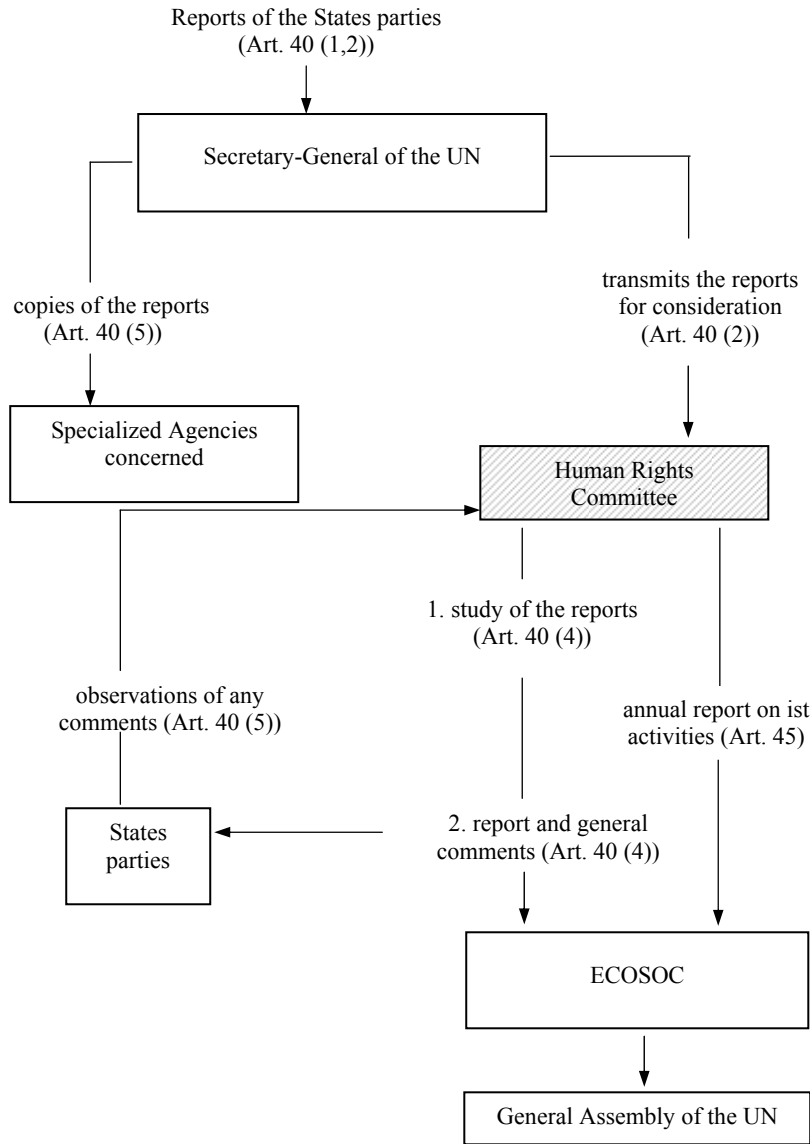 Reports of the States parties
(Art. 40 (1,2))
Secretary-General of the UN
copies of the reports
(Art. 40 (5))
transmits the reports
for consideration
(Art. 40 (2))
Specialized Agencies
concerned
Human Rights
Committee
1. study of the reports
(Art. 40 (4))
observations of any
comments (Art. 40 (5))
annual report on ist
activities (Art. 45)
States
parties
2. report and general
comments (Art. 40 (4))
ECOSOC
General Assembly of the UN